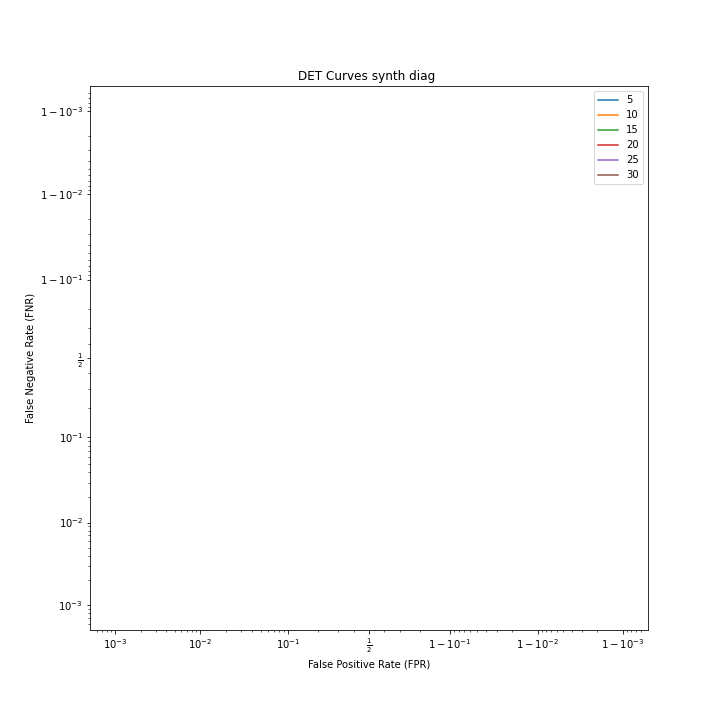 DET Curves synth diag
5
10
15
20
25
30
1 − 10⁻³
1 − 10⁻²
1 − 10⁻¹
1/2
10⁻¹
10⁻²
10⁻³
False Negative Rate (FNR)
10⁻³ 10⁻² 10⁻¹ 1/2 1 − 10⁻¹ 1 − 10⁻² 1 − 10⁻³
False Positive Rate (FPR)